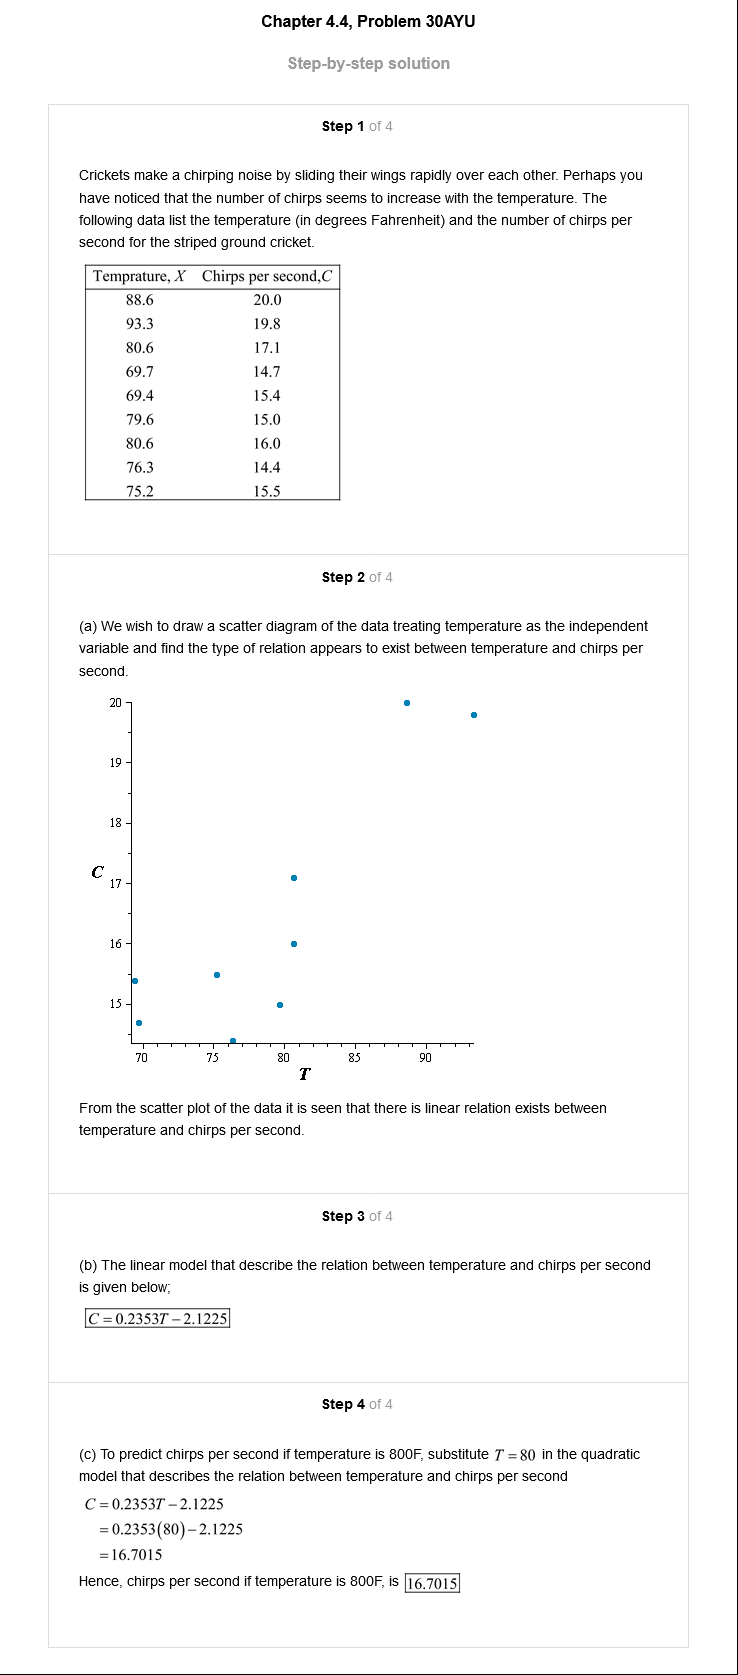 Chapter 4.4, Problem 30AYU
Step-by-step solution
Step 1 of 4
Crickets make a chirping noise by sliding their wings rapidly over each other. Perhaps you
have noticed that the number of chirps seems to increase with the temperature. The
following data list the temperature (in degrees Fahrenheit) and the number of chirps per
second for the striped ground cricket.
Temprature, X Chirps per second,C
88.6 20.0
93.3 19.8
80.6 17.1
69.7 14.7
69.4 15.4
79.6 15.0
80.6 16.0
76.3 14.4
75.2 15.5
Step 2 of 4
(a) We wish to draw a scatter diagram of the data treating temperature as the independent
variable and find the type of relation appears to exist between temperature and chirps per
second.
20
19
18
C
17
16
15
70 75 80 85 90
T
From the scatter plot of the data it is seen that there is linear relation exists between
temperature and chirps per second.
Step 3 of 4
(b) The linear model that describe the relation between temperature and chirps per second
is given below;
C = 0.2353T – 2.1225
Step 4 of 4
(c) To predict chirps per second if temperature is 800F, substitute T = 80 in the quadratic
model that describes the relation between temperature and chirps per second
C = 0.2353T – 2.1225
= 0.2353(80) – 2.1225
= 16.7015
Hence, chirps per second if temperature is 800F, is 16.7015